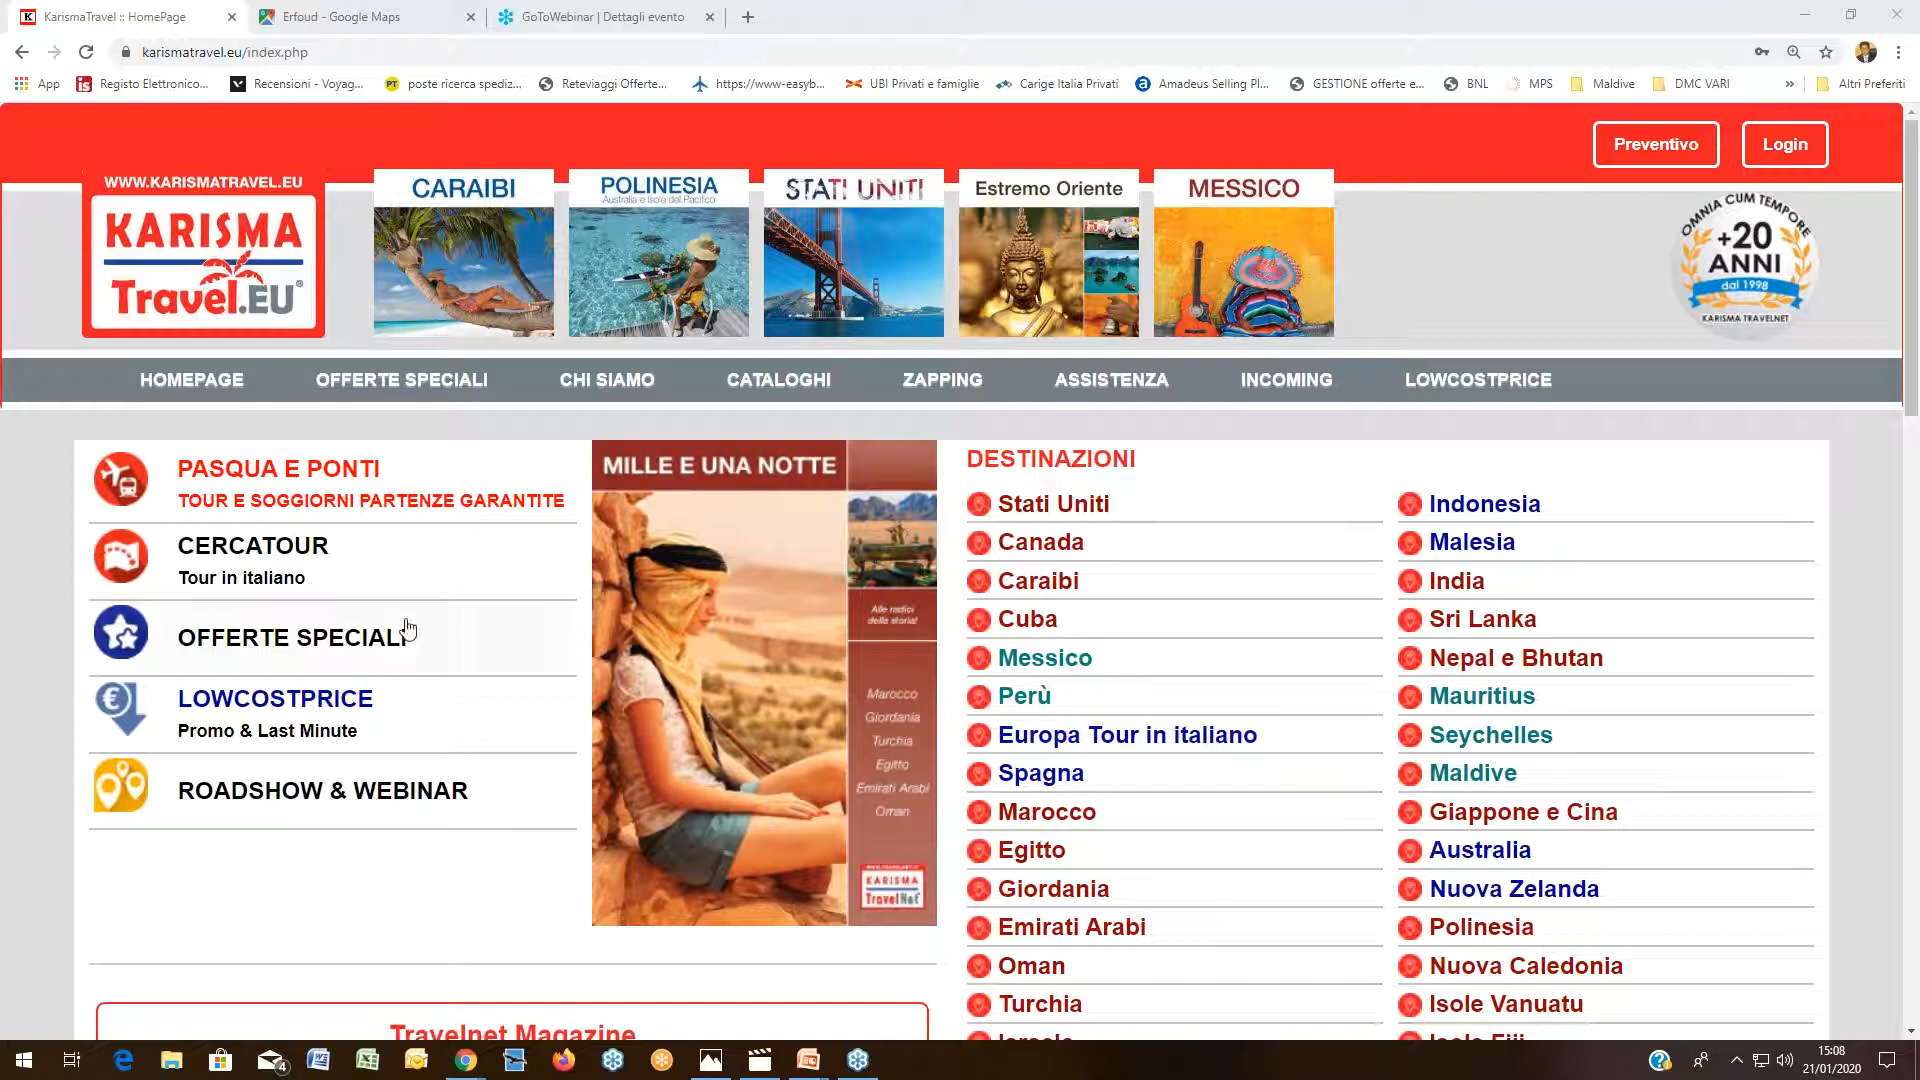 KarismaTravel :: HomePage
Erfoud - Google Maps
GoToWebinar | Dettagli evento
karismatravel.eu/index.php
App
Registo Elettronico...
Recensioni - Voyag...
poste ricerca spediz...
Reteviaggi Offerte...
https://www-easyb...
UBI Privati e famiglie
Carige Italia Privati
Amadeus Selling Pl...
GESTIONE offerte e...
BNL
MPS
Maldive
DMC VARI
»
Altri Preferiti
Preventivo
Login
WWW.KARISMATRAVEL.EU
KARISMA
Travel.EU®
CARAIBI
POLINESIA
Australia e Isole del Pacifico
STATI UNITI
Estremo Oriente
MESSICO
OMNIA CUM TEMPORE
+20
ANNI
dal 1998
KARISMA TRAVELNET
HOMEPAGE
OFFERTE SPECIALI
CHI SIAMO
CATALOGHI
ZAPPING
ASSISTENZA
INCOMING
LOWCOSTPRICE
PASQUA E PONTI
TOUR E SOGGIORNI PARTENZE GARANTITE
CERCATOUR
Tour in italiano
OFFERTE SPECIALI
LOWCOSTPRICE
Promo & Last Minute
ROADSHOW & WEBINAR
MILLE E UNA NOTTE
Alle radici
della storia!
Marocco
Giordania
Turchia
Egitto
Emirati Arabi
Oman
KARISMA
TravelNet
DESTINAZIONI
Stati Uniti
Canada
Caraibi
Cuba
Messico
Perù
Europa Tour in italiano
Spagna
Marocco
Egitto
Giordania
Emirati Arabi
Oman
Turchia
Israele
Indonesia
Malesia
India
Sri Lanka
Nepal e Bhutan
Mauritius
Seychelles
Maldive
Giappone e Cina
Australia
Nuova Zelanda
Polinesia
Nuova Caledonia
Isole Vanuatu
Isole Fiji
Travelnet Magazine
4
15:08
21/01/2020